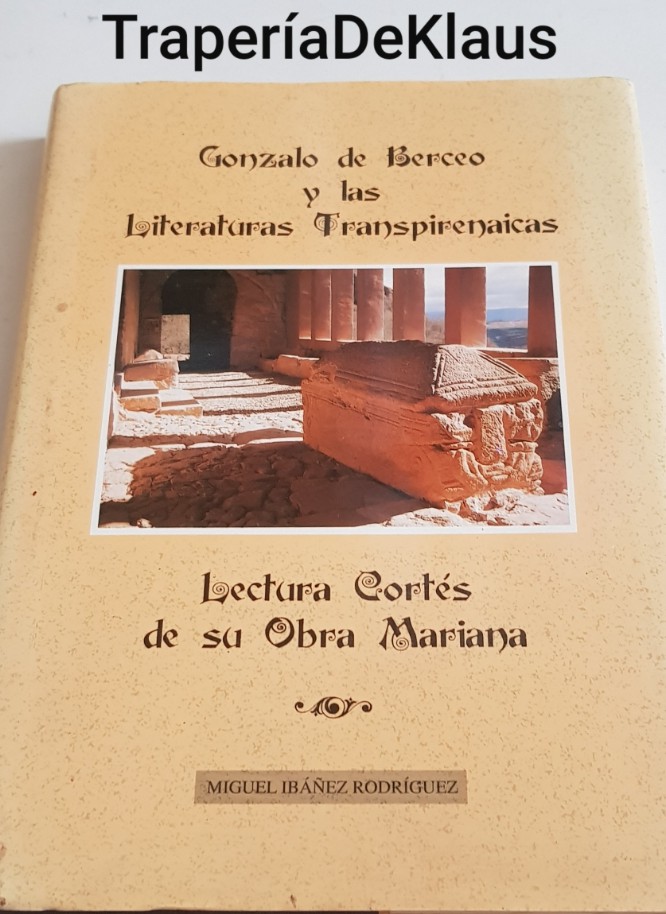 TraperíaDeKlaus
Gonzalo de Berceo
y las
Literaturas Transpirenaicas
Lectura Cortés
de su Obra Mariana
MIGUEL IBÁÑEZ RODRÍGUEZ